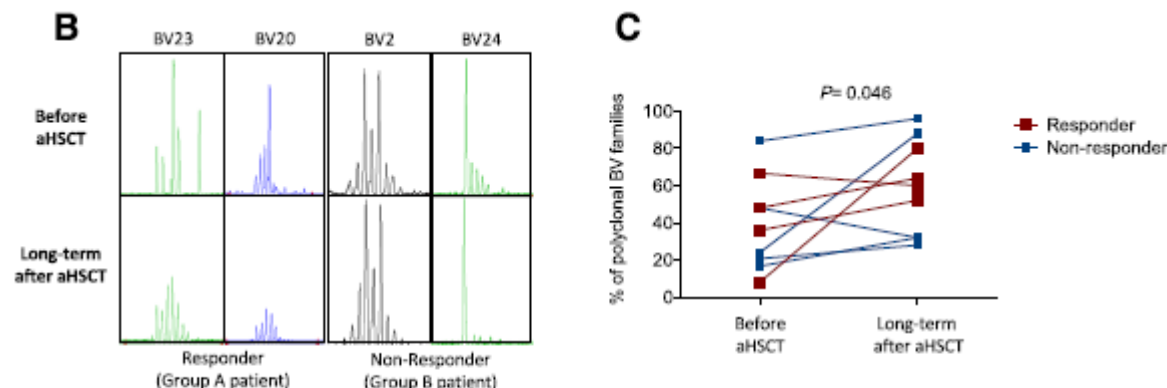 B
BV23 BV20 BV2 BV24
Before
aHSCT
Long-term
after aHSCT
Responder
(Group A patient)
Non-Responder
(Group B patient)
C
P= 0.046
% of polyclonal BV families
100
80
60
40
20
0
Before
aHSCT
Long-term
after aHSCT
Responder
Non-responder